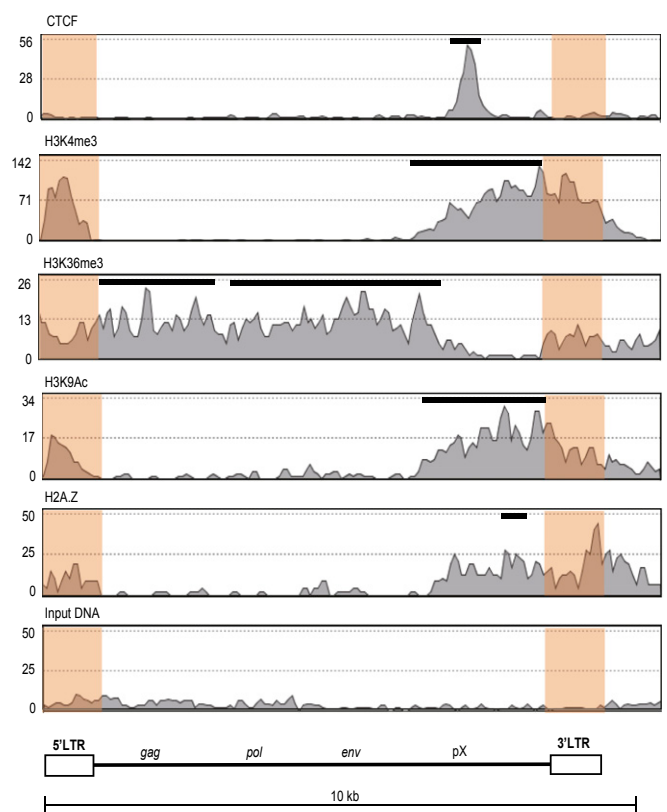 CTCF
56
28
0
H3K4me3
142
71
0
H3K36me3
26
13
0
H3K9Ac
34
17
0
H2A.Z
50
25
0
Input DNA
50
25
0
5'LTR gag pol env pX 3'LTR
10 kb